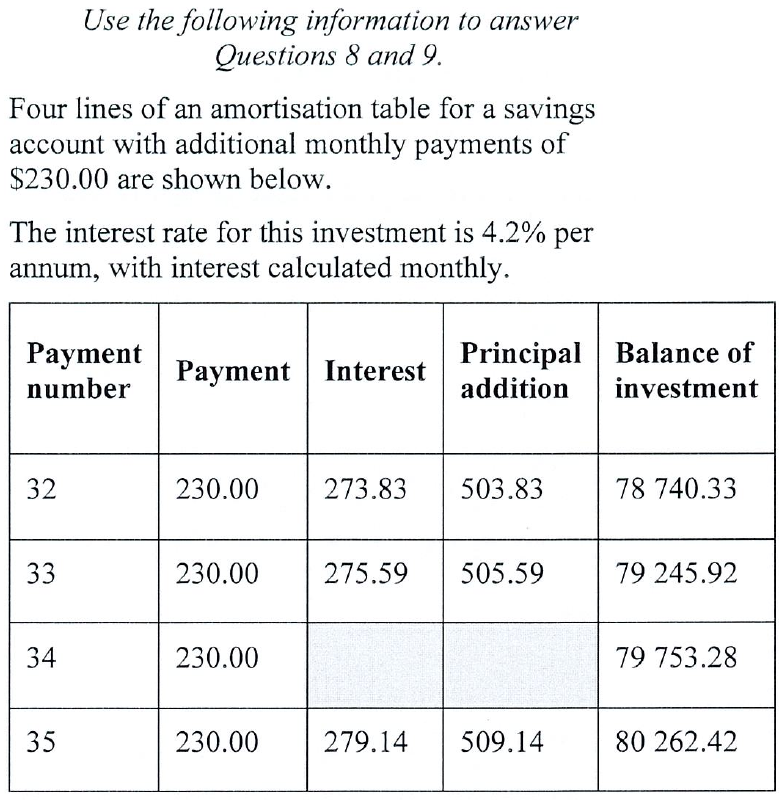 Use the following information to answer
Questions 8 and 9.
Four lines of an amortisation table for a savings
account with additional monthly payments of
$230.00 are shown below.
The interest rate for this investment is 4.2% per
annum, with interest calculated monthly.
Payment number Payment Interest Principal addition Balance of investment
32 230.00 273.83 503.83 78 740.33
33 230.00 275.59 505.59 79 245.92
34 230.00 79 753.28
35 230.00 279.14 509.14 80 262.42